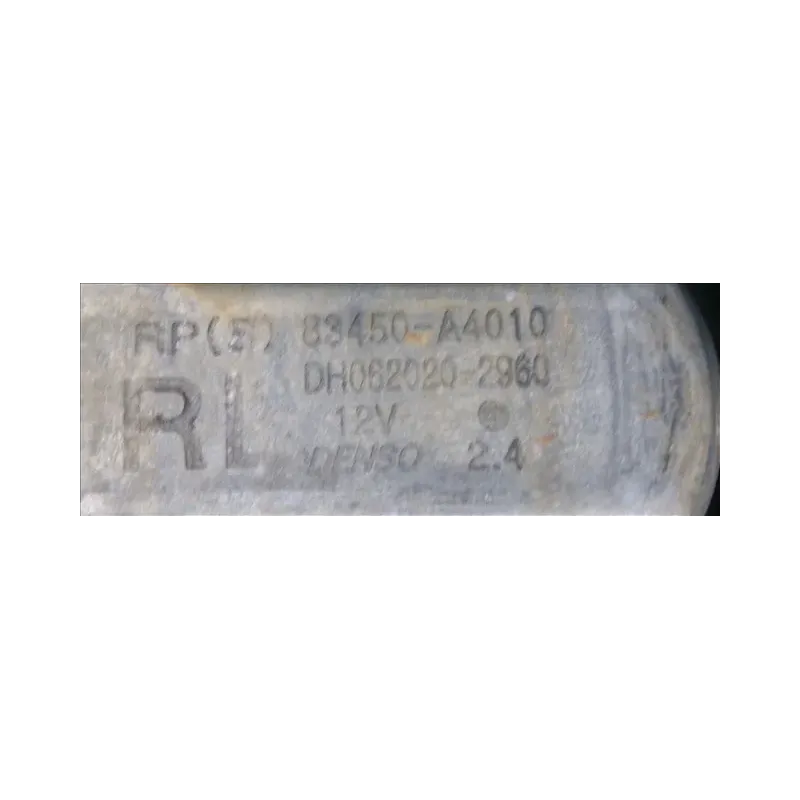 RP(S) 83450-A4010
DH062020-2960
RL 12V
DENSO 2.4